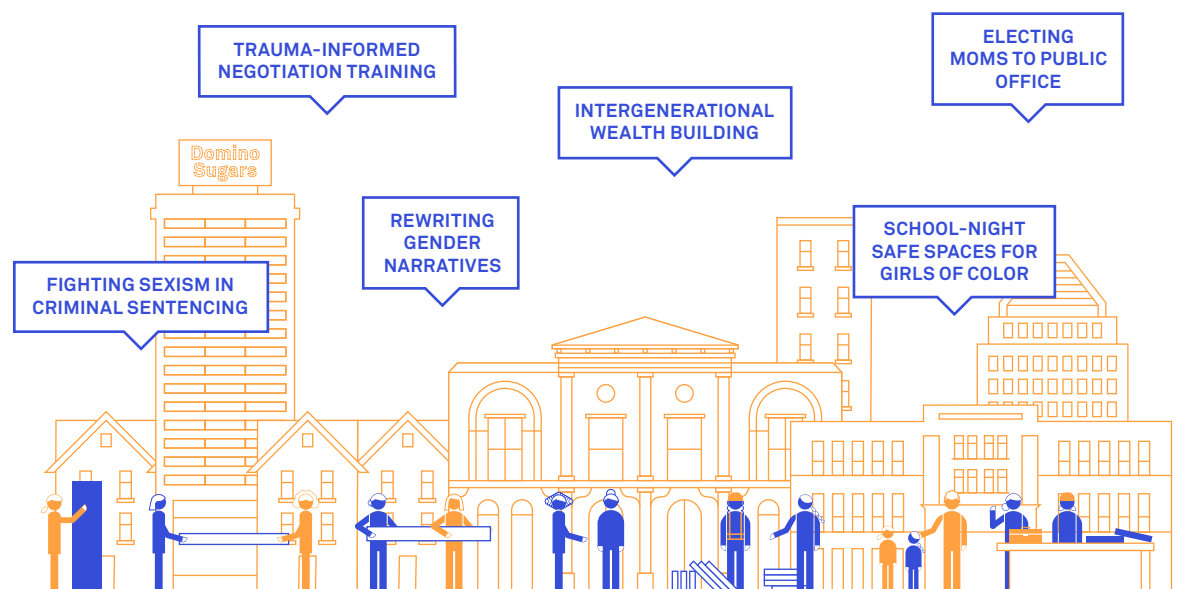 TRAUMA-INFORMED
NEGOTIATION TRAINING
ELECTING
MOMS TO PUBLIC
OFFICE
INTERGENERATIONAL
WEALTH BUILDING
Domino
Sugars
REWRITING
GENDER
NARRATIVES
SCHOOL-NIGHT
SAFE SPACES FOR
GIRLS OF COLOR
FIGHTING SEXISM IN
CRIMINAL SENTENCING